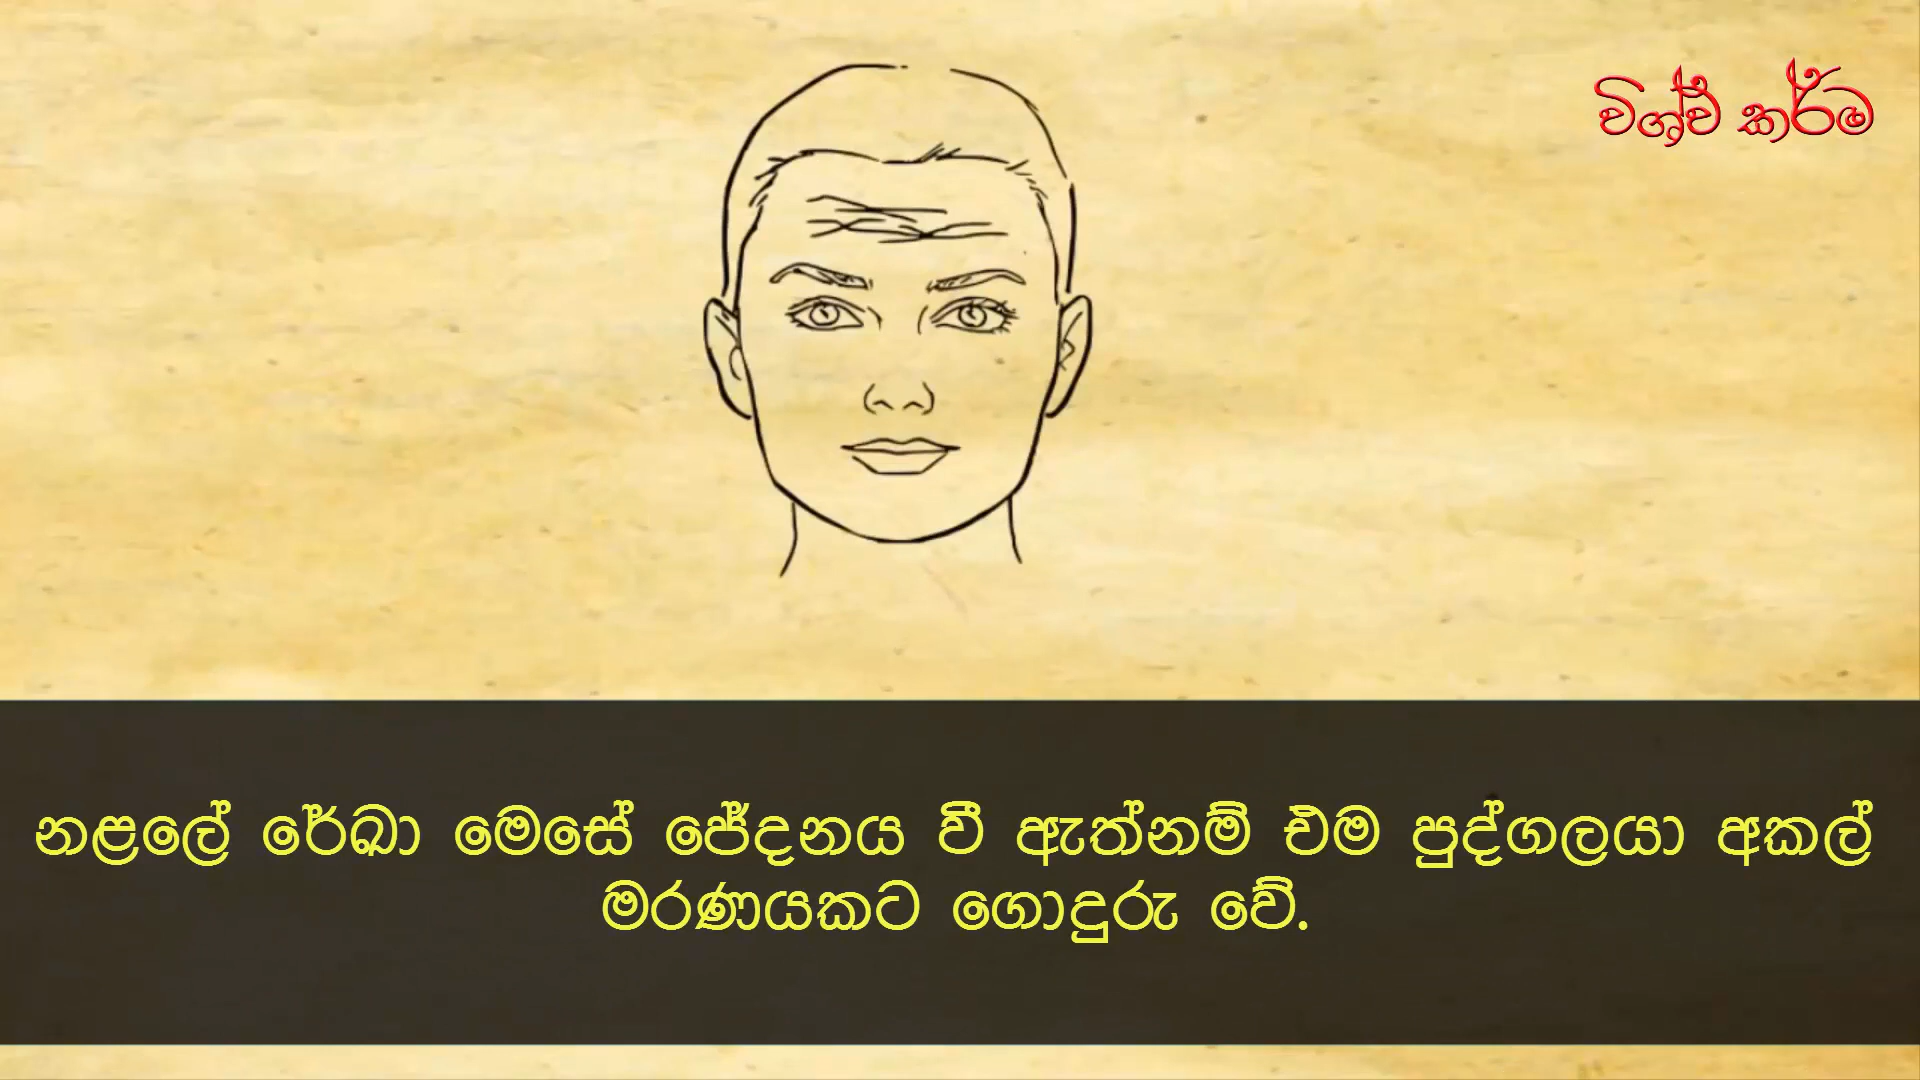 විශ්ව කර්ම
නළලේ රේඛා මෙසේ ජේදනය වී ඇත්නම් එම පුද්ගලයා අකල්
මරණයකට ගොදුරු වේ.